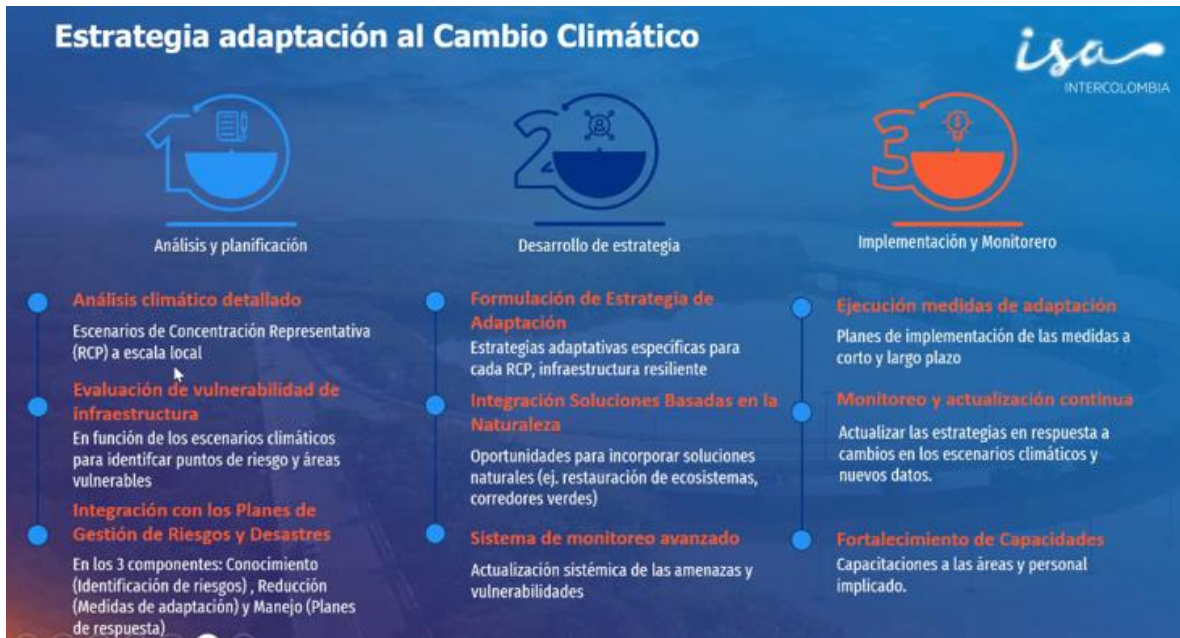 Estrategia adaptación al Cambio Climático
isa
INTERCOLOMBIA
1
Análisis y planificación
Análisis climático detallado
Escenarios de Concentración Representativa
(RCP) a escala local
Evaluación de vulnerabilidad de
infraestructura
En función de los escenarios climáticos
para identifcar puntos de riesgo y áreas
vulnerables
Integración con los Planes de
Gestión de Riesgos y Desastres
En los 3 componentes: Conocimiento
(Identificación de riesgos) , Reducción
(Medidas de adaptación) y Manejo (Planes
de respuesta)
2
Desarrollo de estrategia
Formulación de Estrategia de
Adaptación
Estrategias adaptativas específicas para
cada RCP, infraestructura resiliente
Integración Soluciones Basadas en la
Naturaleza
Oportunidades para incorporar soluciones
naturales (ej. restauración de ecosistemas,
corredores verdes)
Sistema de monitoreo avanzado
Actualización sistémica de las amenazas y
vulnerabilidades
3
Implementación y Monitorero
Ejecución medidas de adaptación
Planes de implementación de las medidas a
corto y largo plazo
Monitoreo y actualización continua
Actualizar las estrategias en respuesta a
cambios en los escenarios climáticos y
nuevos datos.
Fortalecimiento de Capacidades
Capacitaciones a las áreas y personal
implicado.